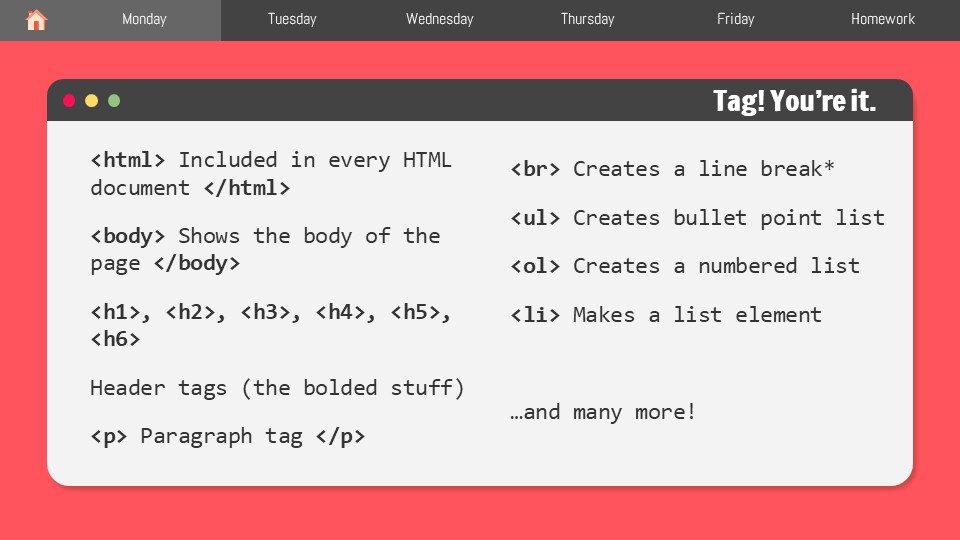 Monday
Tuesday
Wednesday
Thursday
Friday
Homework
Tag! You're it.
<html> Included in every HTML
document </html>
<body> Shows the body of the
page </body>
<h1>, <h2>, <h3>, <h4>, <h5>,
<h6>
Header tags (the bolded stuff)
<p> Paragraph tag </p>
<br> Creates a line break*
<ul> Creates bullet point list
<ol> Creates a numbered list
<li> Makes a list element
…and many more!